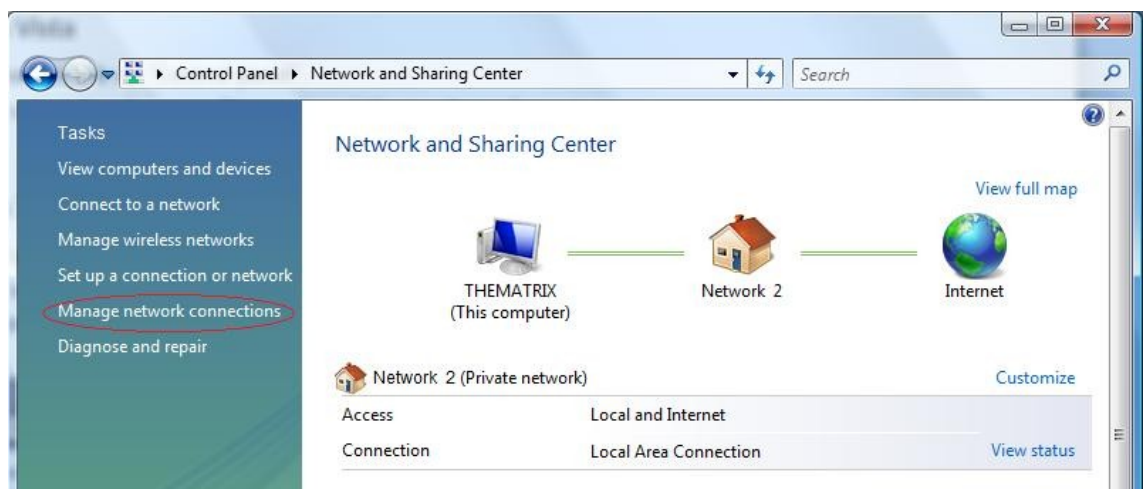 Vista
Control Panel Network and Sharing Center Search
Tasks
View computers and devices
Connect to a network
Manage wireless networks
Set up a connection or network
Manage network connections
Diagnose and repair
Network and Sharing Center
View full map
THEMATRIX
(This computer)
Network 2
Internet
Network 2 (Private network) Customize
Access Local and Internet
Connection Local Area Connection View status